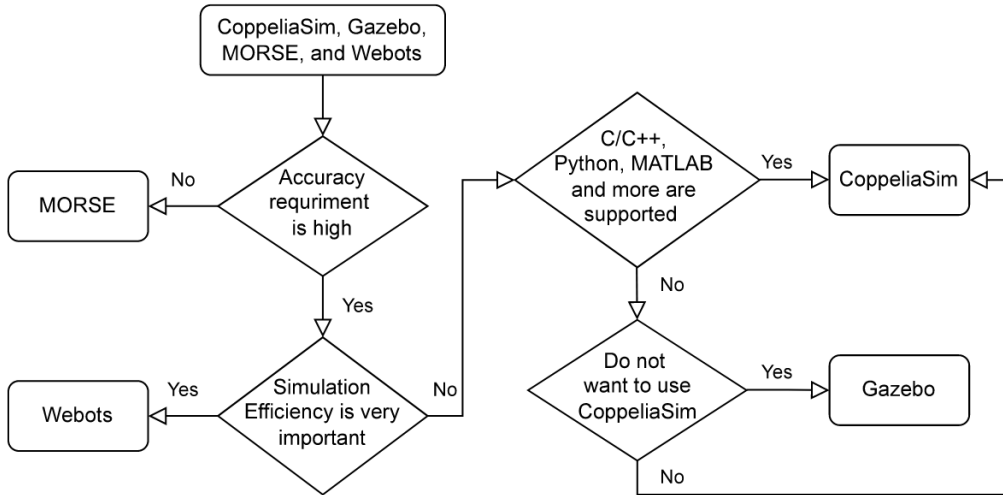 CoppeliaSim, Gazebo,
MORSE, and Webots
No
Accuracy
requriment
is high
MORSE
Yes
Yes
Simulation
Efficiency is very
important
No
Webots
C/C++,
Python, MATLAB
and more are
supported
Yes
CoppeliaSim
No
Do not
want to use
CoppeliaSim
Yes
Gazebo
No